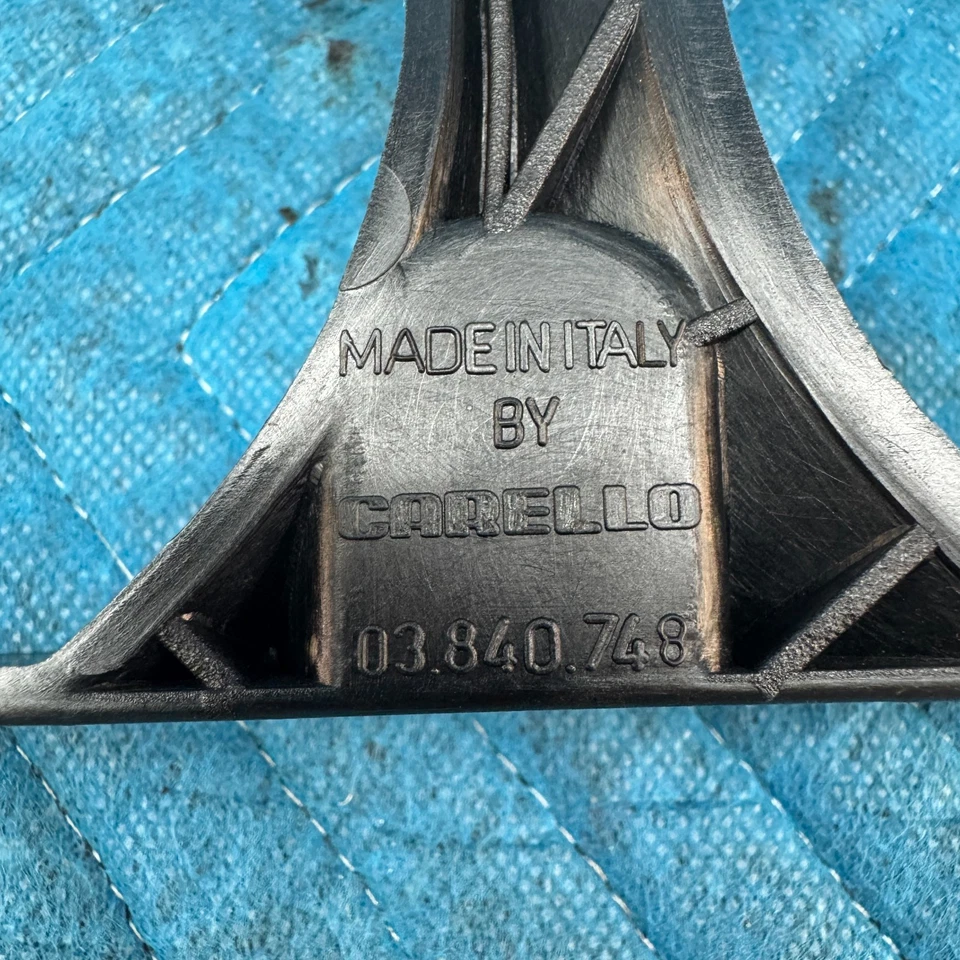 MADE IN ITALY
BY
CARELLO
03.840.748